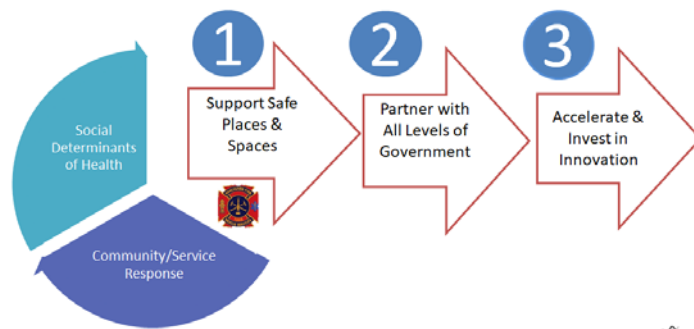 1
Support Safe
Places &
Spaces
2
Partner with
All Levels of
Government
3
Accelerate &
Invest in
Innovation
Social
Determinants
of Health
Community/Service
Response